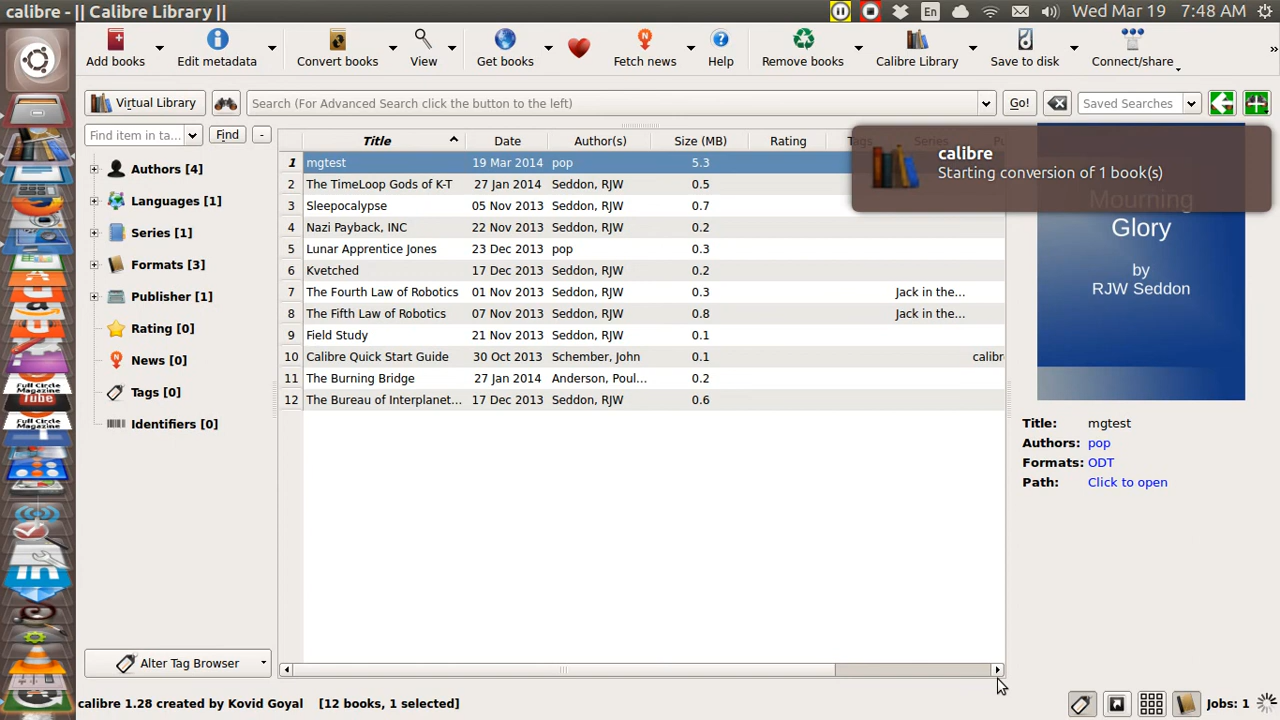 calibre - || Calibre Library ||
En
Wed Mar 19 7:48 AM
Add books
Edit metadata
Convert books
View
Get books
Fetch news
Help
Remove books
Calibre Library
Save to disk
Connect/share
»
Virtual Library
Search (For Advanced Search click the button to the left)
Go!
Saved Searches
Find item in ta...
Find
-
Authors [4]
Languages [1]
Series [1]
Formats [3]
Publisher [1]
Rating [0]
News [0]
Tags [0]
Identifiers [0]
Alter Tag Browser
Title Date Author(s) Size (MB) Rating Tags Series Pu
1 mgtest 19 Mar 2014 pop 5.3
2 The TimeLoop Gods of K-T 27 Jan 2014 Seddon, RJW 0.5
3 Sleepocalypse 05 Nov 2013 Seddon, RJW 0.7
4 Nazi Payback, INC 22 Nov 2013 Seddon, RJW 0.2
5 Lunar Apprentice Jones 23 Dec 2013 pop 0.3
6 Kvetched 17 Dec 2013 Seddon, RJW 0.2
7 The Fourth Law of Robotics 01 Nov 2013 Seddon, RJW 0.3 Jack in the...
8 The Fifth Law of Robotics 07 Nov 2013 Seddon, RJW 0.8 Jack in the...
9 Field Study 21 Nov 2013 Seddon, RJW 0.1
10 Calibre Quick Start Guide 30 Oct 2013 Schember, John 0.1 calibr
11 The Burning Bridge 27 Jan 2014 Anderson, Poul... 0.2
12 The Bureau of Interplanet... 17 Dec 2013 Seddon, RJW 0.6
calibre
Starting conversion of 1 book(s)
Mourning
Glory
by
RJW Seddon
Title: mgtest
Authors: pop
Formats: ODT
Path: Click to open
Full Circle
Magazine
Tube
Full Circle
Magazine
calibre 1.28 created by Kovid Goyal [12 books, 1 selected]
Jobs: 1